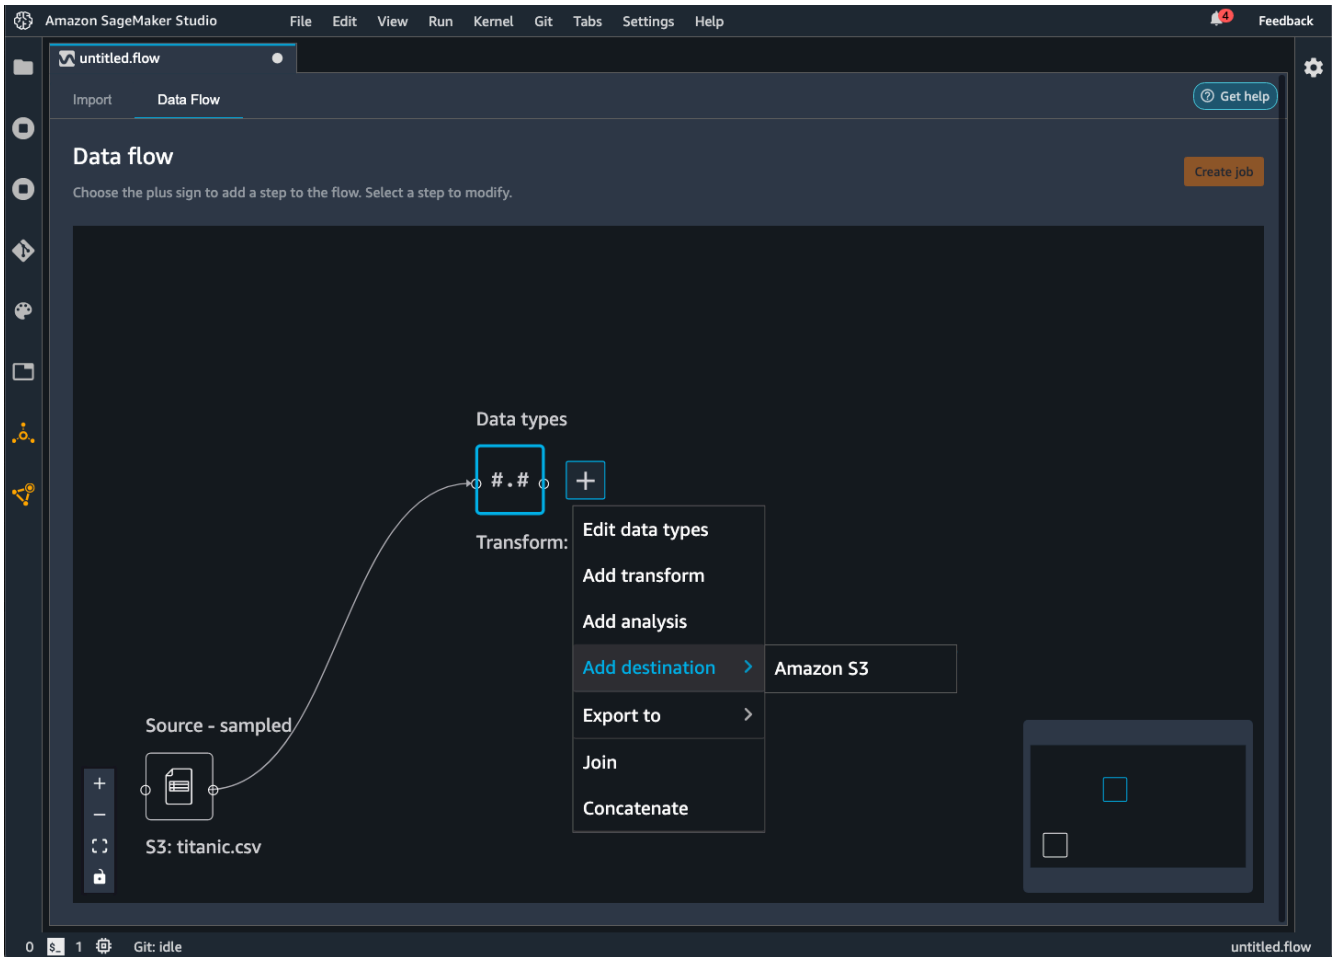 Amazon SageMaker Studio File Edit View Run Kernel Git Tabs Settings Help 4 Feedback
untitled.flow
Import Data Flow Get help
Data flow
Create job
Choose the plus sign to add a step to the flow. Select a step to modify.
Data types
#.#
Transform:
Edit data types
Add transform
Add analysis
Add destination
Amazon S3
Export to
Join
Concatenate
Source - sampled
S3: titanic.csv
0 $_ 1 Git: idle untitled.flow